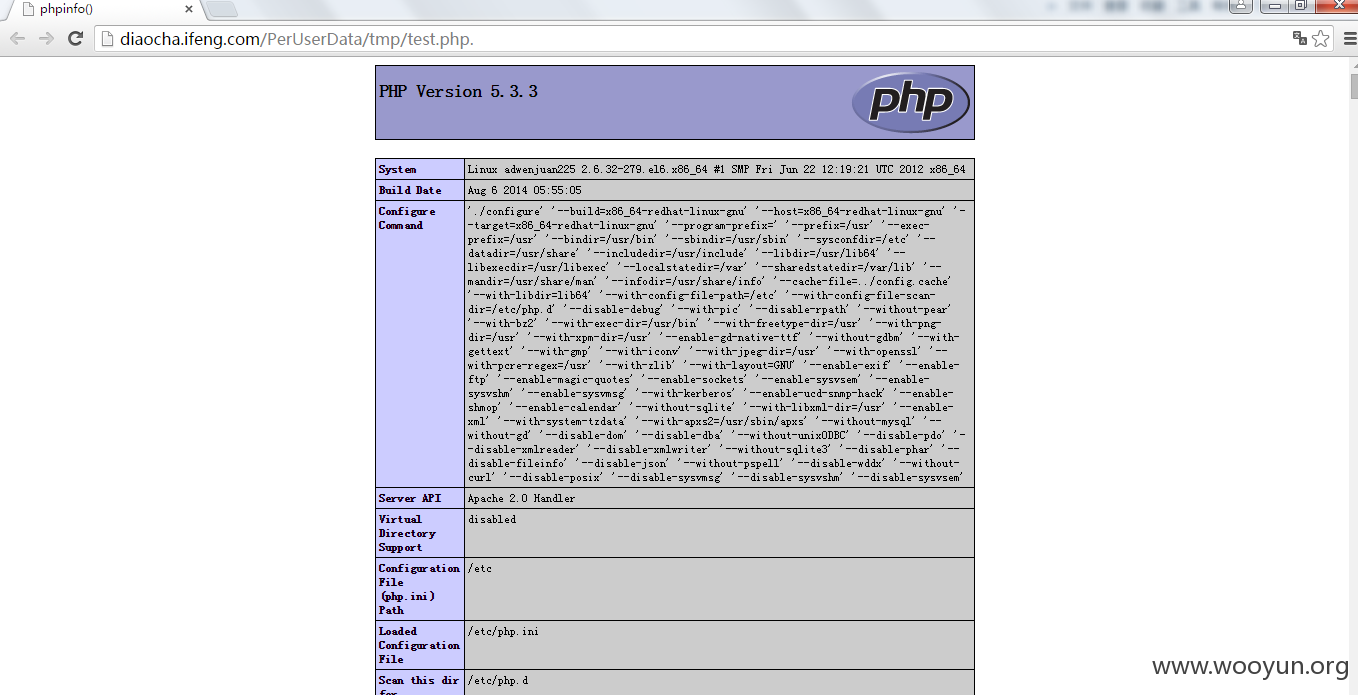 phpinfo()
diaocha.ifeng.com/PerUserData/tmp/test.php.
PHP Version 5.3.3
php
System
Linux adwenjuan225 2.6.32-279.el6.x86_64 #1 SMP Fri Jun 22 12:19:21 UTC 2012 x86_64
Build Date
Aug 6 2014 05:55:05
Configure
Command
'./configure' '--build=x86_64-redhat-linux-gnu' '--host=x86_64-redhat-linux-gnu' '-
-target=x86_64-redhat-linux-gnu' '--program-prefix=' '--prefix=/usr' '--exec-
prefix=/usr' '--bindir=/usr/bin' '--sbindir=/usr/sbin' '--sysconfdir=/etc' '--
datadir=/usr/share' '--includedir=/usr/include' '--libdir=/usr/lib64' '--
libexecdir=/usr/libexec' '--localstatedir=/var' '--sharedstatedir=/var/lib' '--
mandir=/usr/share/man' '--infodir=/usr/share/info' '--cache-file=../config.cache'
'--with-libdir=lib64' '--with-config-file-path=/etc' '--with-config-file-scan-
dir=/etc/php.d' '--disable-debug' '--with-pic' '--disable-rpath' '--without-pear'
'--with-bz2' '--with-exec-dir=/usr/bin' '--with-freetype-dir=/usr' '--with-png-
dir=/usr' '--with-xpm-dir=/usr' '--enable-gd-native-ttf' '--without-gdbm' '--with-
gettext' '--with-gmp' '--with-iconv' '--with-jpeg-dir=/usr' '--with-openssl' '--
with-pcre-regex=/usr' '--with-zlib' '--with-layout=GNU' '--enable-exif' '--enable-
ftp' '--enable-magic-quotes' '--enable-sockets' '--enable-sysvsem' '--enable-
sysvshm' '--enable-sysvmsg' '--with-kerberos' '--enable-ucd-snmp-hack' '--enable-
shmop' '--enable-calendar' '--without-sqlite' '--with-libxml-dir=/usr' '--enable-
xml' '--with-system-tzdata' '--with-apxs2=/usr/sbin/apxs' '--without-mysql' '--
without-gd' '--disable-dom' '--disable-dba' '--without-unixODBC' '--disable-pdo' '-
-disable-xmlreader' '--disable-xmlwriter' '--without-sqlite3' '--disable-phar' '--
disable-fileinfo' '--disable-json' '--without-pspell' '--disable-wddx' '--without-
curl' '--disable-posix' '--disable-sysvmsg' '--disable-sysvshm' '--disable-sysvsem'
Server API
Apache 2.0 Handler
Virtual
Directory
Support
disabled
Configuration
File
(php.ini)
Path
/etc
Loaded
Configuration
File
/etc/php.ini
Scan this dir
for
/etc/php.d
www.wooyun.org